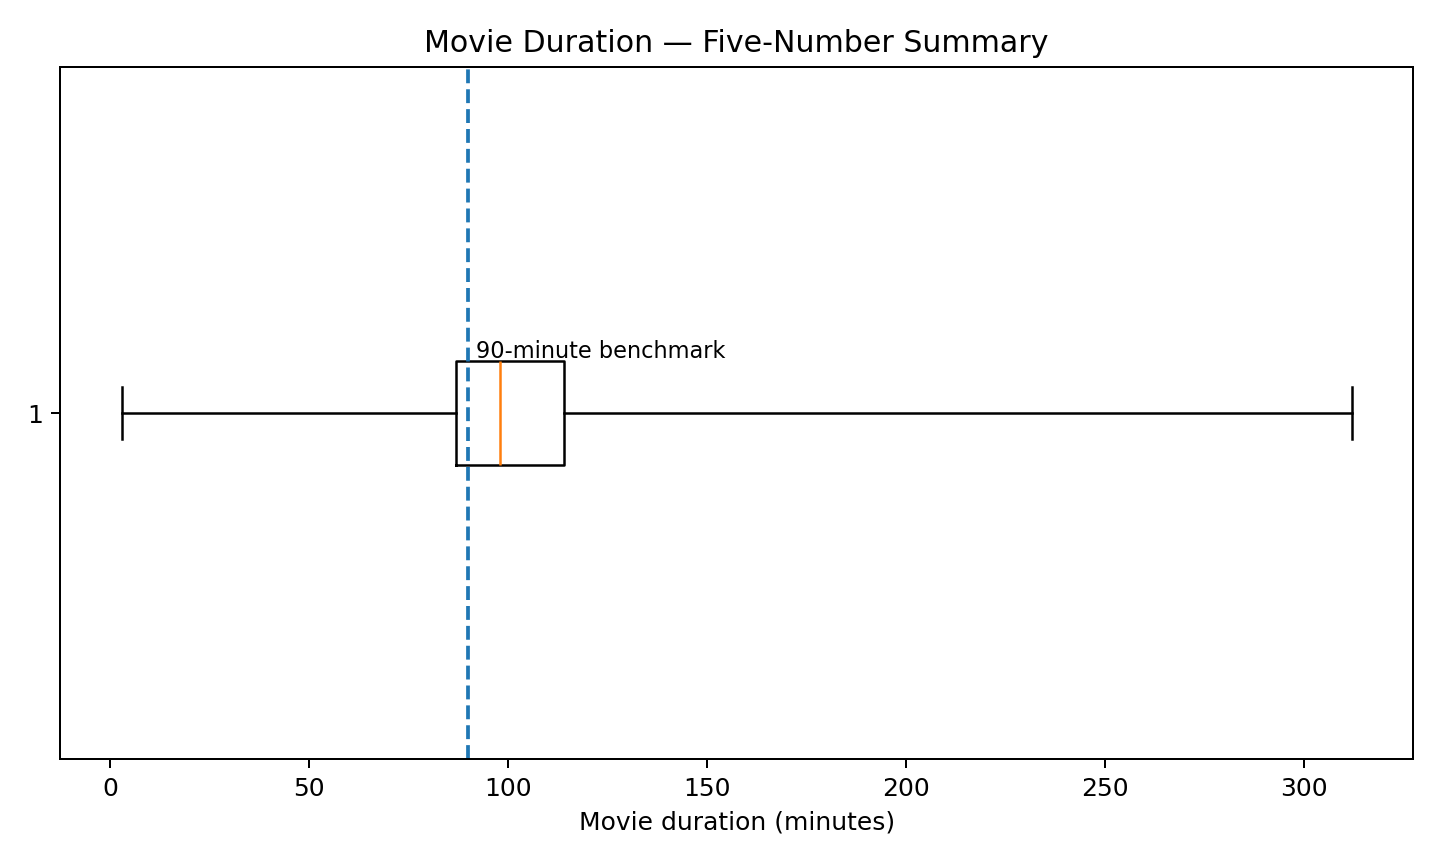 Movie Duration — Five-Number Summary
90-minute benchmark
1
0 50 100 150 200 250 300
Movie duration (minutes)